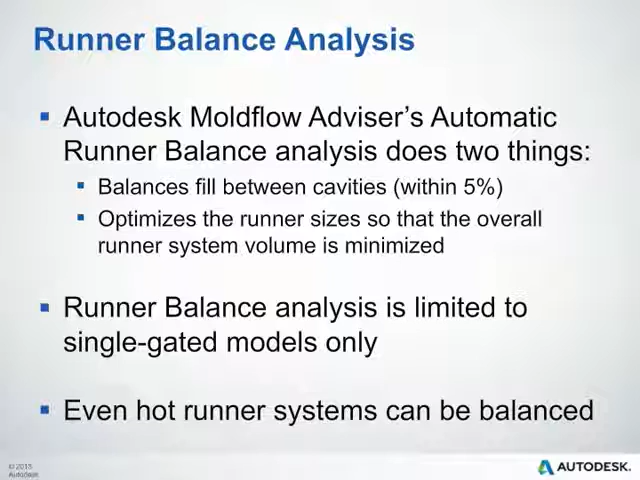 Runner Balance Analysis
▪ Autodesk Moldflow Adviser's Automatic
Runner Balance analysis does two things:
▪ Balances fill between cavities (within 5%)
▪ Optimizes the runner sizes so that the overall
runner system volume is minimized
▪ Runner Balance analysis is limited to
single-gated models only
▪ Even hot runner systems can be balanced
© 2015
Autodesk
AUTODESK.